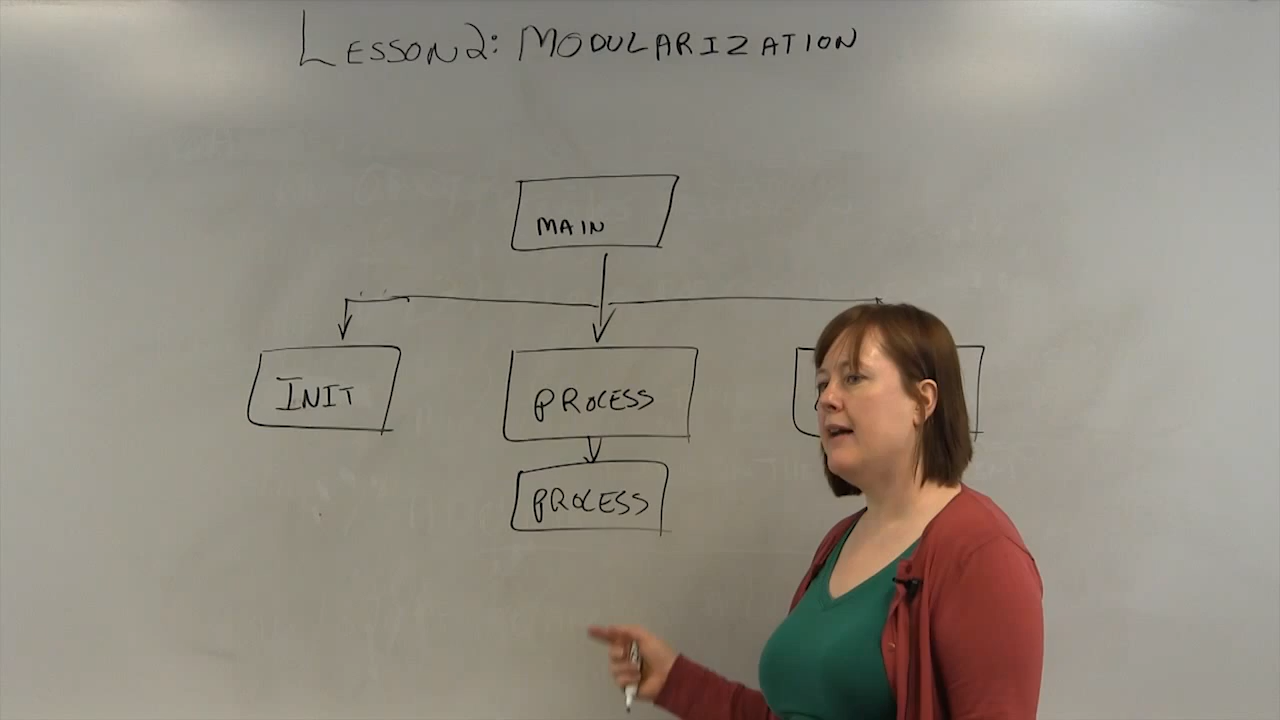 LESSON 2: MODULARIZATION
MAIN
INIT
PROCESS
PROCESS